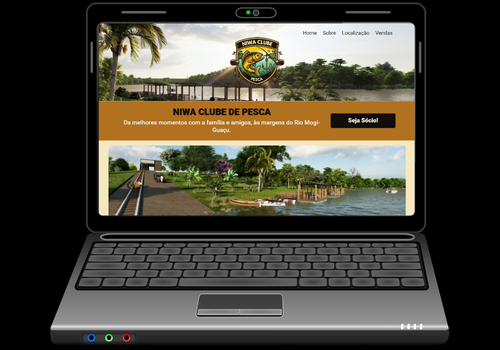 Home Sobre Localização Vendas
NIWA CLUBE
PESCA
NIWA CLUBE DE PESCA
Os melhores momentos com a família e amigos, às margens do Rio Mogi-
Guaçu.
Seja Sócio!